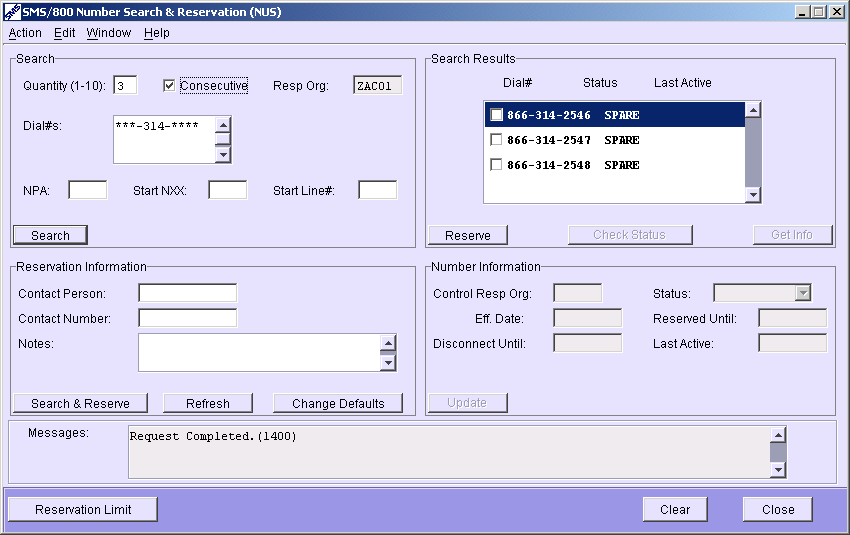 SMS SMS/800 Number Search & Reservation (NUS)
Action Edit Window Help
Search
Quantity (1-10): 3 Consecutive Resp Org: ZAC01
Dial#s: ***-314-****
NPA: Start NXX: Start Line#:
Search
Search Results
Dial# Status Last Active
866-314-2546 SPARE
866-314-2547 SPARE
866-314-2548 SPARE
Reserve Check Status Get Info
Reservation Information
Contact Person:
Contact Number:
Notes:
Search & Reserve Refresh Change Defaults
Number Information
Control Resp Org: Status:
Eff. Date: Reserved Until:
Disconnect Until: Last Active:
Update
Messages: Request Completed.(1400)
Reservation Limit Clear Close